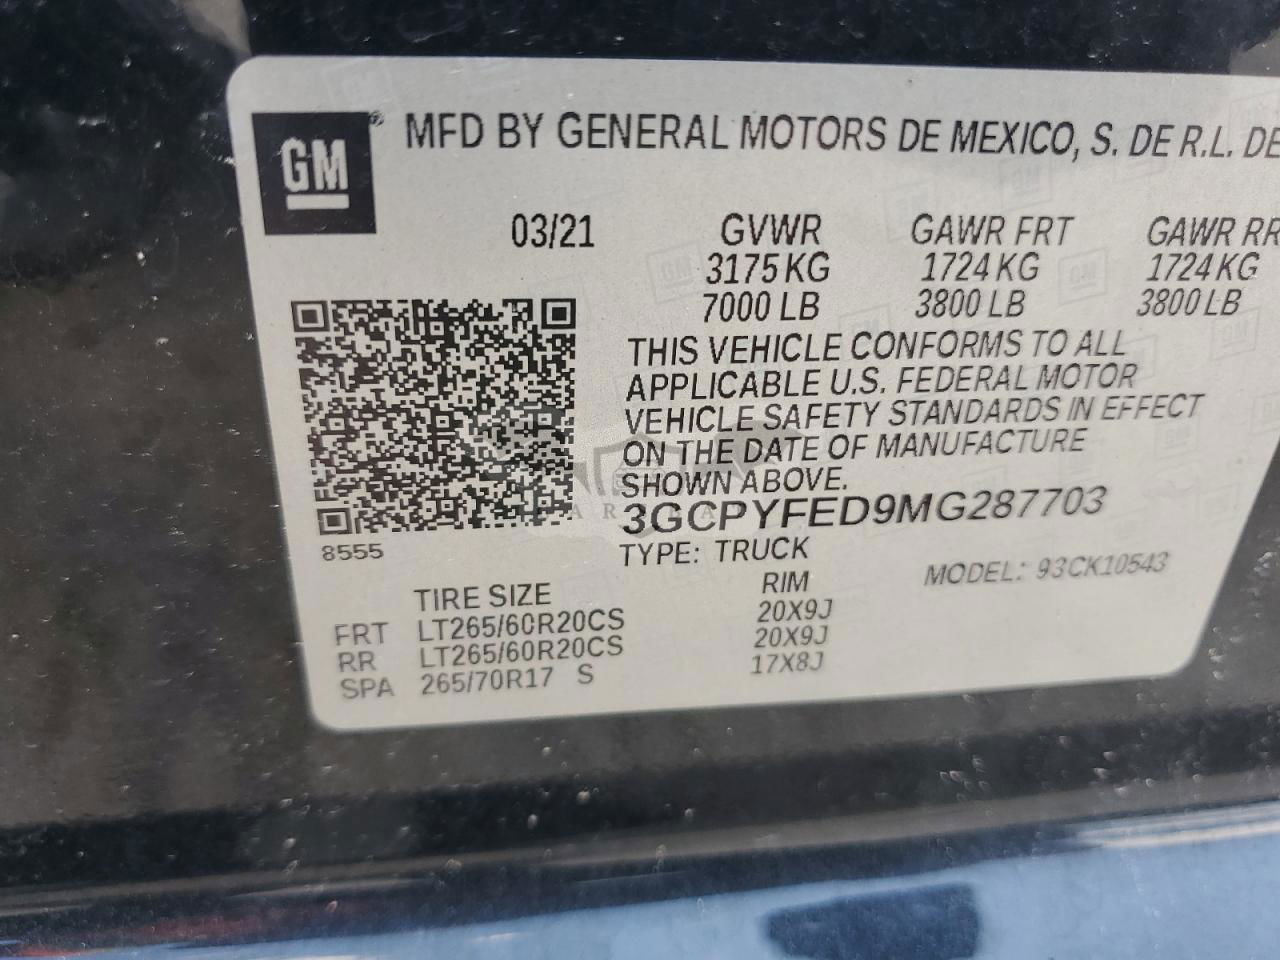 GM® MFD BY GENERAL MOTORS DE MEXICO, S. DE R.L. DE
03/21 GVWR GAWR FRT GAWR RR
3175 KG 1724 KG 1724 KG
7000 LB 3800 LB 3800 LB
THIS VEHICLE CONFORMS TO ALL
APPLICABLE U.S. FEDERAL MOTOR
VEHICLE SAFETY STANDARDS IN EFFECT
ON THE DATE OF MANUFACTURE
SHOWN ABOVE.
3GCPYFED9MG287703
8555 TYPE: TRUCK MODEL: 93CK10543
TIRE SIZE RIM
FRT LT265/60R20CS 20X9J
RR LT265/60R20CS 20X9J
SPA 265/70R17 S 17X8J